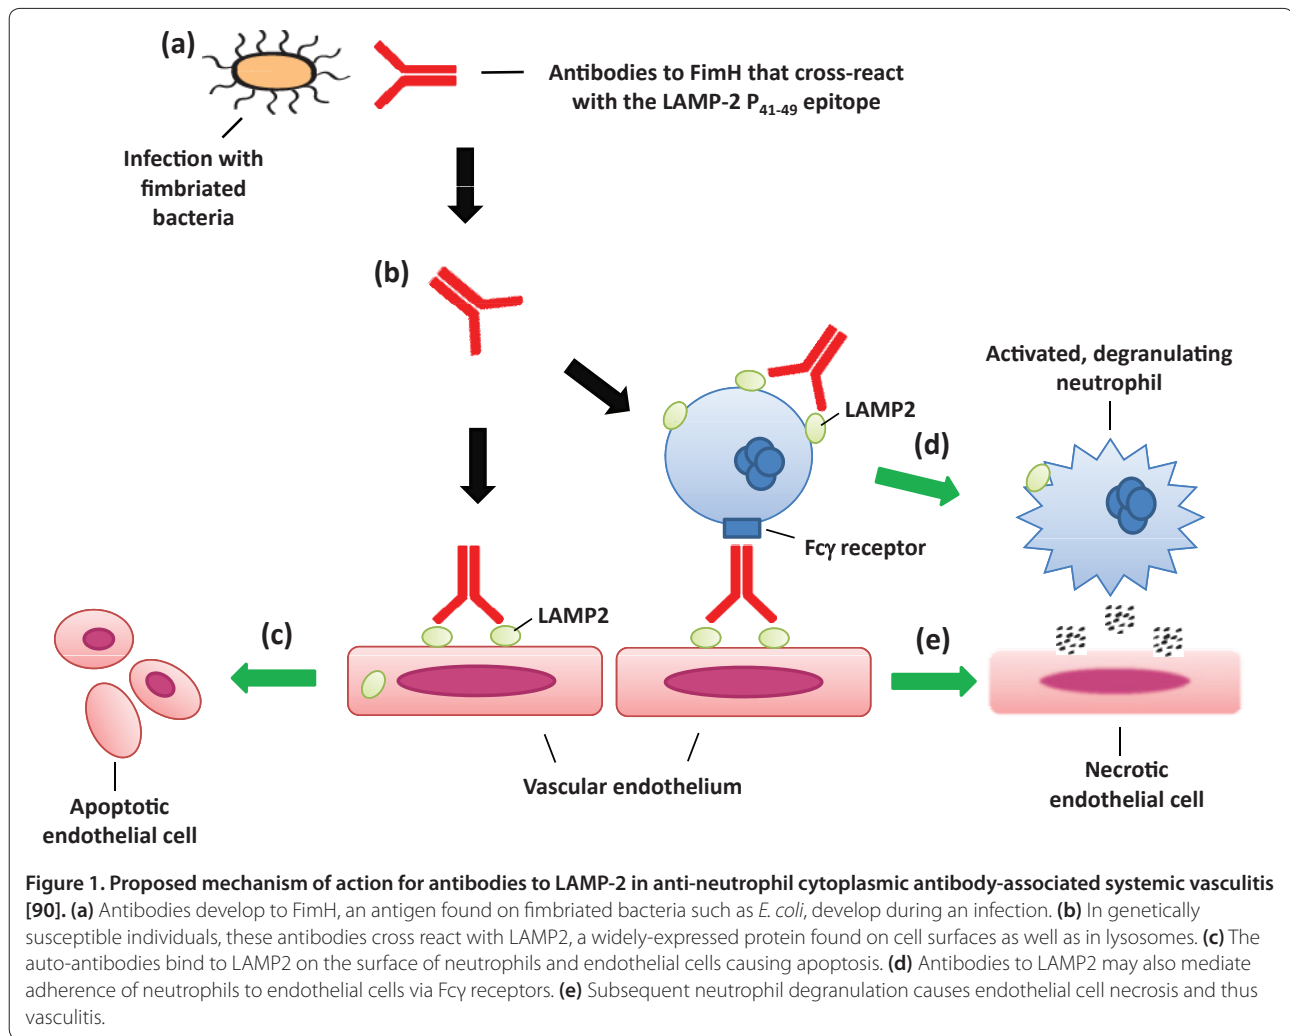 (a)
Antibodies to FimH that cross-react
with the LAMP-2 P41-49 epitope
Infection with
fimbriated
bacteria
(b)
Activated, degranulating
neutrophil
LAMP2
(d)
Fcγ receptor
(c)
LAMP2
(e)
Vascular endothelium
Apoptotic
endothelial cell
Necrotic
endothelial cell
Figure 1. Proposed mechanism of action for antibodies to LAMP-2 in anti-neutrophil cytoplasmic antibody-associated systemic vasculitis
[90]. (a) Antibodies develop to FimH, an antigen found on fimbriated bacteria such as E. coli, develop during an infection. (b) In genetically
susceptible individuals, these antibodies cross react with LAMP2, a widely-expressed protein found on cell surfaces as well as in lysosomes. (c) The
auto-antibodies bind to LAMP2 on the surface of neutrophils and endothelial cells causing apoptosis. (d) Antibodies to LAMP2 may also mediate
adherence of neutrophils to endothelial cells via Fcγ receptors. (e) Subsequent neutrophil degranulation causes endothelial cell necrosis and thus
vasculitis.